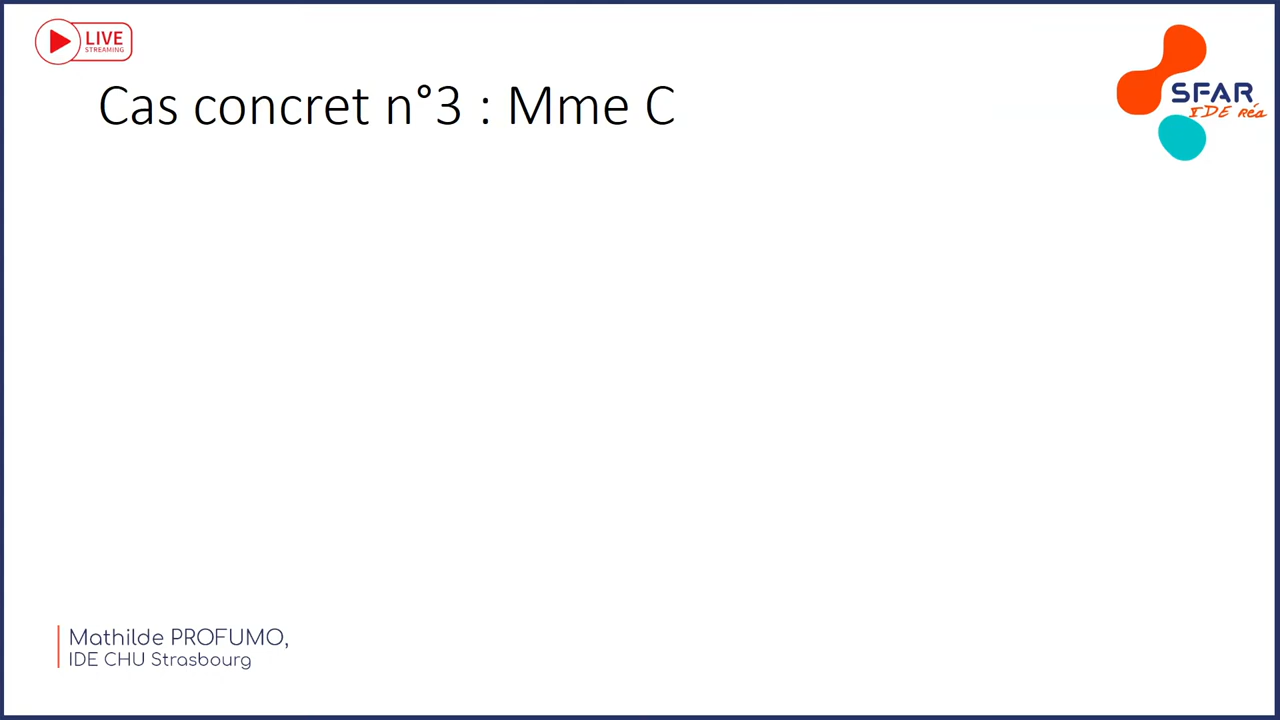 LIVE
STREAMING
Cas concret n°3 : Mme C
SFAR
IDE réa
Mathilde PROFUMO,
IDE CHU Strasbourg